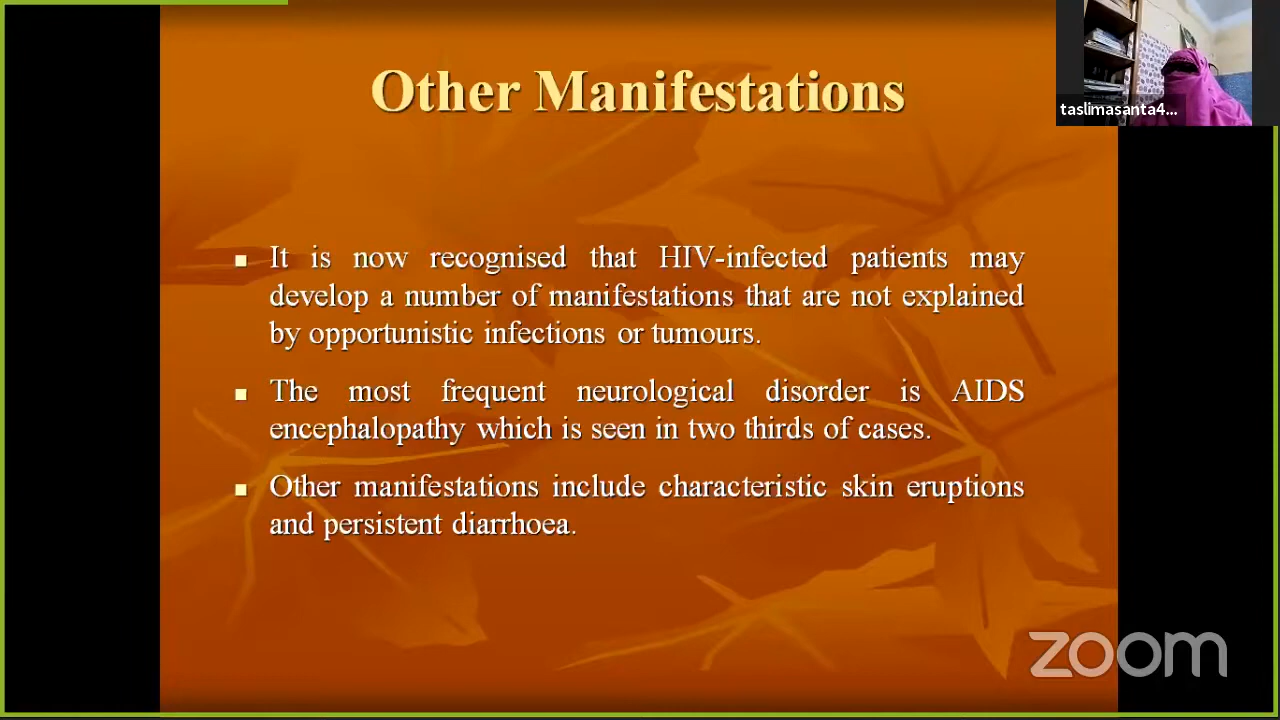 Other Manifestations
taslimasanta4...
It is now recognised that HIV-infected patients may
develop a number of manifestations that are not explained
by opportunistic infections or tumours.
The most frequent neurological disorder is AIDS
encephalopathy which is seen in two thirds of cases.
Other manifestations include characteristic skin eruptions
and persistent diarrhoea.
zoom